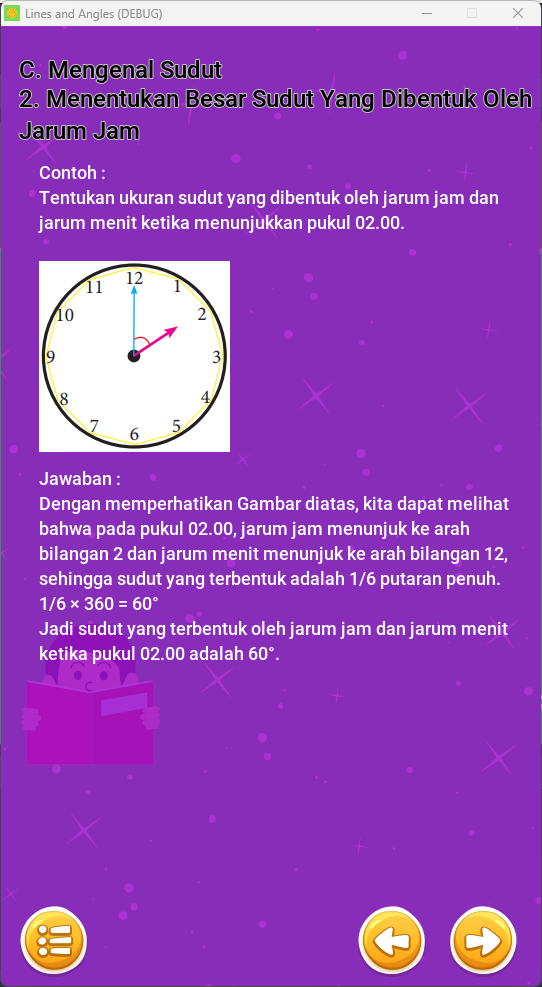 Lines and Angles (DEBUG)
C. Mengenal Sudut
2. Menentukan Besar Sudut Yang Dibentuk Oleh
Jarum Jam
Contoh :
Tentukan ukuran sudut yang dibentuk oleh jarum jam dan
jarum menit ketika menunjukkan pukul 02.00.
12
11 1
10 2
9 3
8 4
7 5
6
Jawaban :
Dengan memperhatikan Gambar diatas, kita dapat melihat
bahwa pada pukul 02.00, jarum jam menunjuk ke arah
bilangan 2 dan jarum menit menunjuk ke arah bilangan 12,
sehingga sudut yang terbentuk adalah 1/6 putaran penuh.
1/6 × 360 = 60°
Jadi sudut yang terbentuk oleh jarum jam dan jarum menit
ketika pukul 02.00 adalah 60°.